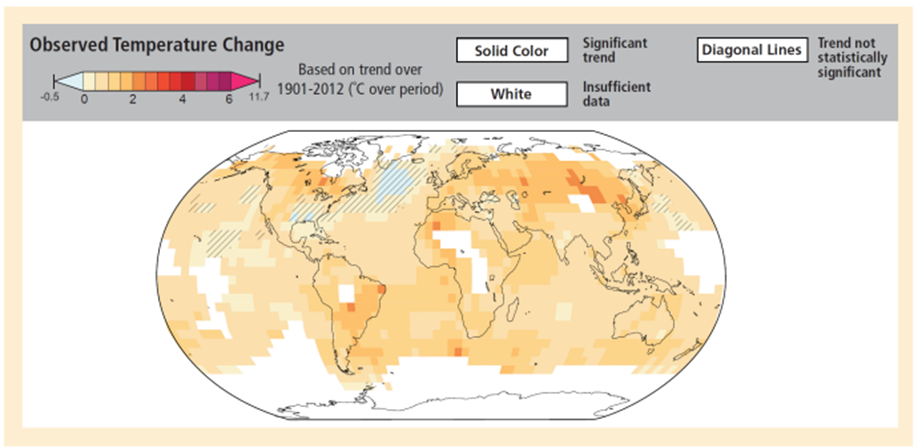 Observed Temperature Change
-0.5 0 2 4 6 11.7
Based on trend over
1901-2012 (˚C over period)
Solid Color
Significant
trend
White
Insufficient
data
Diagonal Lines
Trend not
statistically
significant